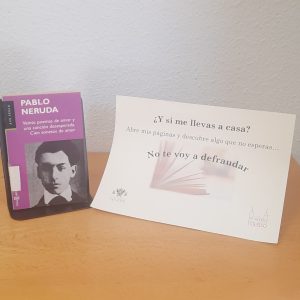 PABLO
NERUDA
Veinte poemas de amor y
una canción desesperada
Cien sonetos de amor
¿Y si me llevas a casa?
Abre mis páginas y descubre algo que no esperas...
No te voy a defraudar